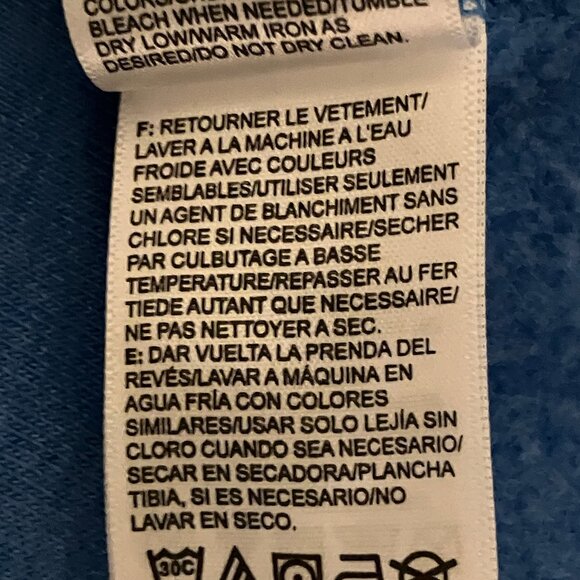 BLEACH WHEN NEEDED/TUMBLE
DRY LOW/WARM IRON AS
DESIRED/DO NOT DRY CLEAN.
F: RETOURNER LE VETEMENT/
LAVER A LA MACHINE A L'EAU
FROIDE AVEC COULEURS
SEMBLABLES/UTILISER SEULEMENT
UN AGENT DE BLANCHIMENT SANS
CHLORE SI NECESSAIRE/SECHER
PAR CULBUTAGE A BASSE
TEMPERATURE/REPASSER AU FER
TIEDE AUTANT QUE NECESSAIRE/
NE PAS NETTOYER A SEC.
E: DAR VUELTA LA PRENDA DEL
REVÉS/LAVAR A MÁQUINA EN
AGUA FRÍA CON COLORES
SIMILARES/USAR SOLO LEJÍA SIN
CLORO CUANDO SEA NECESARIO/
SECAR EN SECADORA/PLANCHA
TIBIA, SI ES NECESARIO/NO
LAVAR EN SECO.
30C